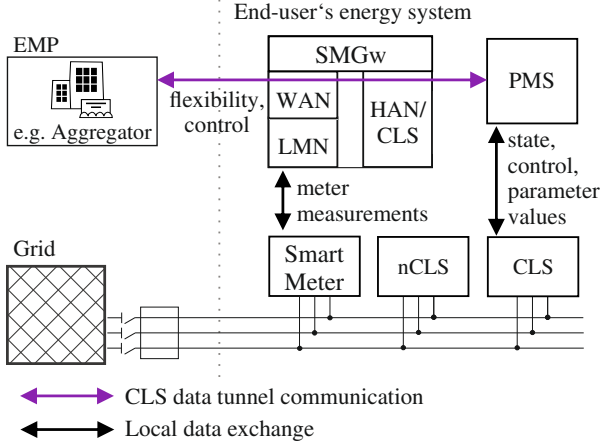 End-user‘s energy system
EMP
e.g. Aggregator
flexibility,
control
SMGw
WAN
LMN
HAN/
CLS
PMS
meter
measurements
state,
control,
parameter
values
Grid
Smart
Meter
nCLS
CLS
CLS data tunnel communication
Local data exchange